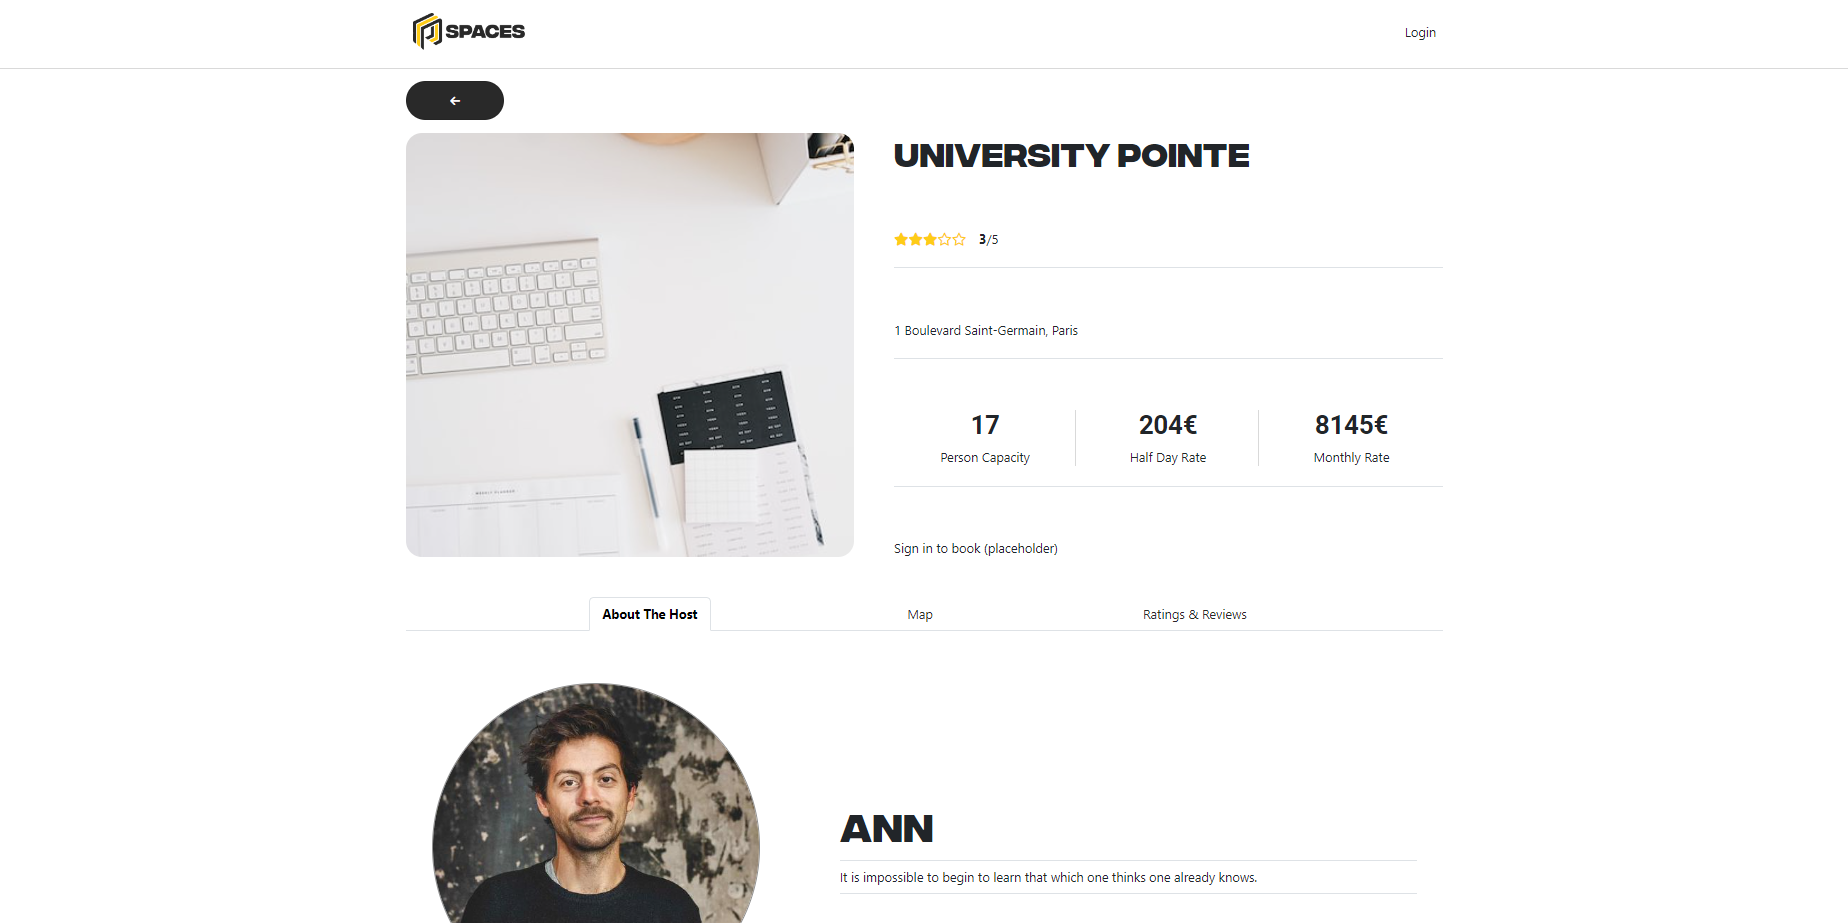 SPACES
Login
UNIVERSITY POINTE
3/5
1 Boulevard Saint-Germain, Paris
17
Person Capacity
204€
Half Day Rate
8145€
Monthly Rate
WEEKLY PLANNER
Sign in to book (placeholder)
About The Host
Map
Ratings & Reviews
ANN
It is impossible to begin to learn that which one thinks one already knows.